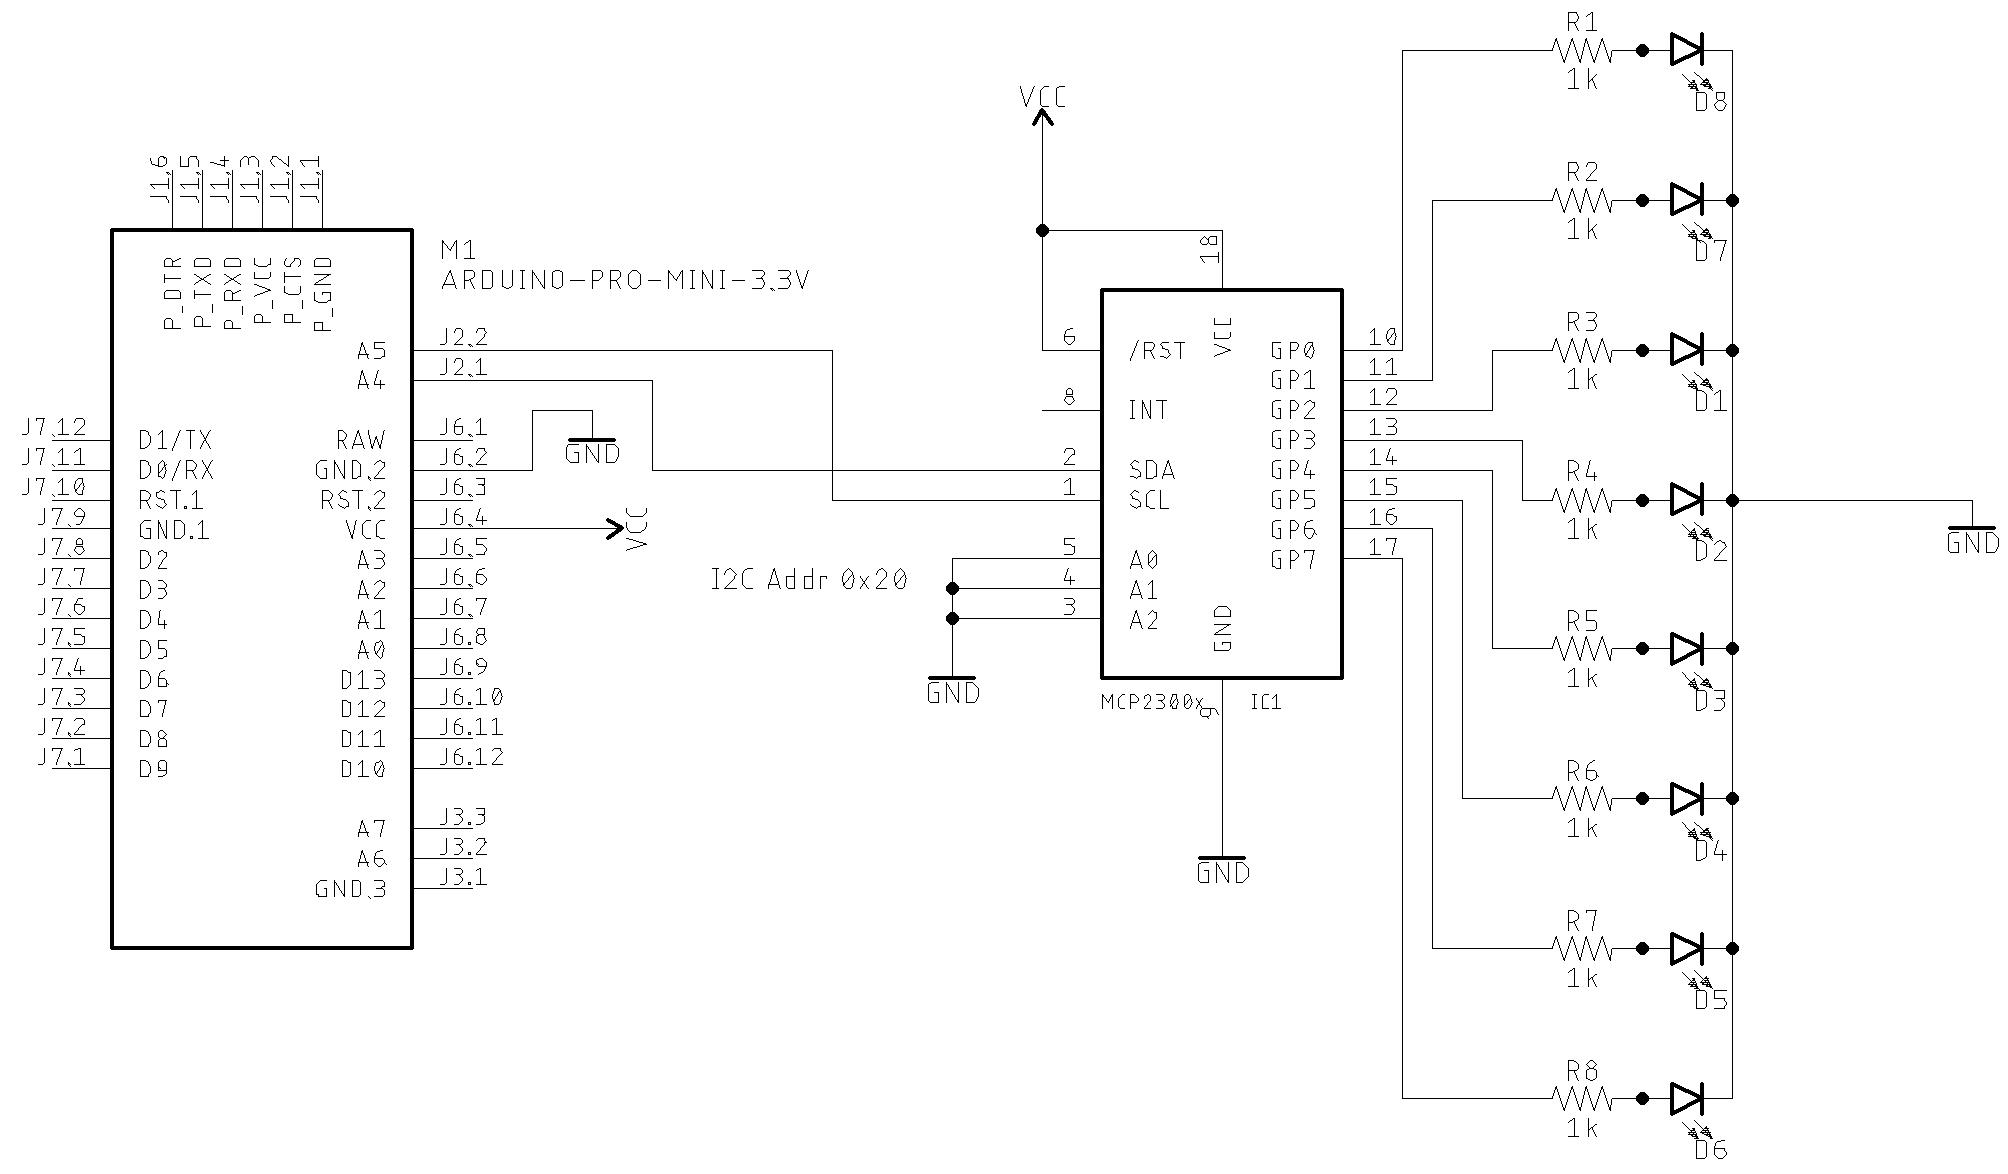 J1.6
J1.5
J1.4
J1.3
J1.2
J1.1
P_DTR
P_TXD
P_RXD
P_VCC
P_CTS
P_GND
M1
ARDUINO-PRO-MINI-3.3V
A5 J2.2
A4 J2.1
J7.12 D1/TX RAW J6.1
J7.11 D0/RX GND.2 J6.2
J7.10 RST.1 RST.2 J6.3
J7.9 GND.1 VCC J6.4
J7.8 D2 A3 J6.5
J7.7 D3 A2 J6.6
J7.6 D4 A1 J6.7
J7.5 D5 A0 J6.8
J7.4 D6 D13 J6.9
J7.3 D7 D12 J6.10
J7.2 D8 D11 J6.11
J7.1 D9 D10 J6.12
A7 J3.3
A6 J3.2
GND.3 J3.1
GND
VCC
I2C Addr 0x20
VCC
18
VCC
6 /RST GP0 10
GP1 11
8 INT GP2 12
GP3 13
2 SDA GP4 14
1 SCL GP5 15
GP6 16
5 A0 GP7 17
4 A1
3 A2
GND
GND
MCP2300x
9
IC1
GND
R1
1k
D8
R2
1k
D7
R3
1k
D1
R4
1k
D2
GND
R5
1k
D3
R6
1k
D4
R7
1k
D5
R8
1k
D6